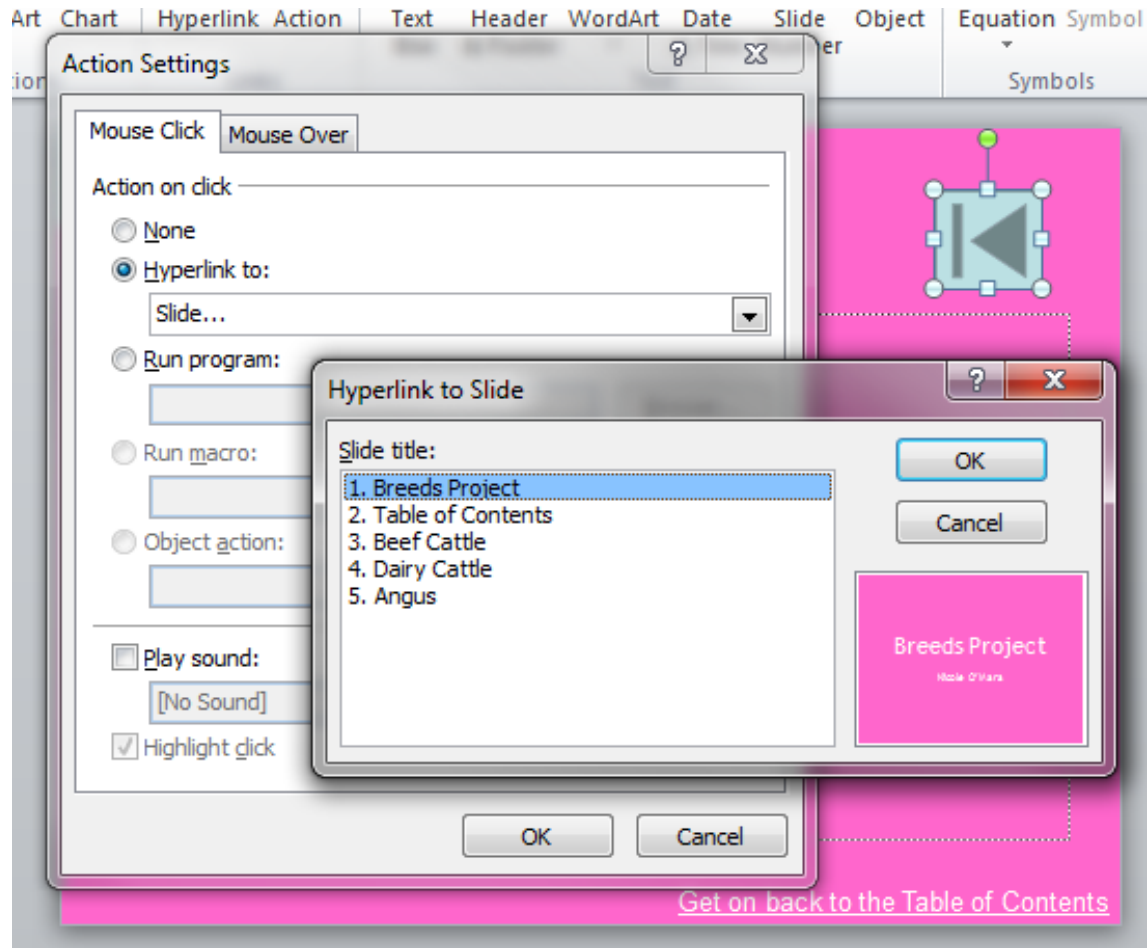 Art Chart Hyperlink Action Text Header WordArt Date Slide Object Equation Symbol
Symbols
Action Settings
Mouse Click Mouse Over
Action on click
None
Hyperlink to:
Slide...
Run program:
Run macro:
Object action:
Play sound:
[No Sound]
Highlight click
OK Cancel
Hyperlink to Slide
Slide title:
1. Breeds Project
2. Table of Contents
3. Beef Cattle
4. Dairy Cattle
5. Angus
OK
Cancel
Breeds Project
Nicole O'Mara
Get on back to the Table of Contents